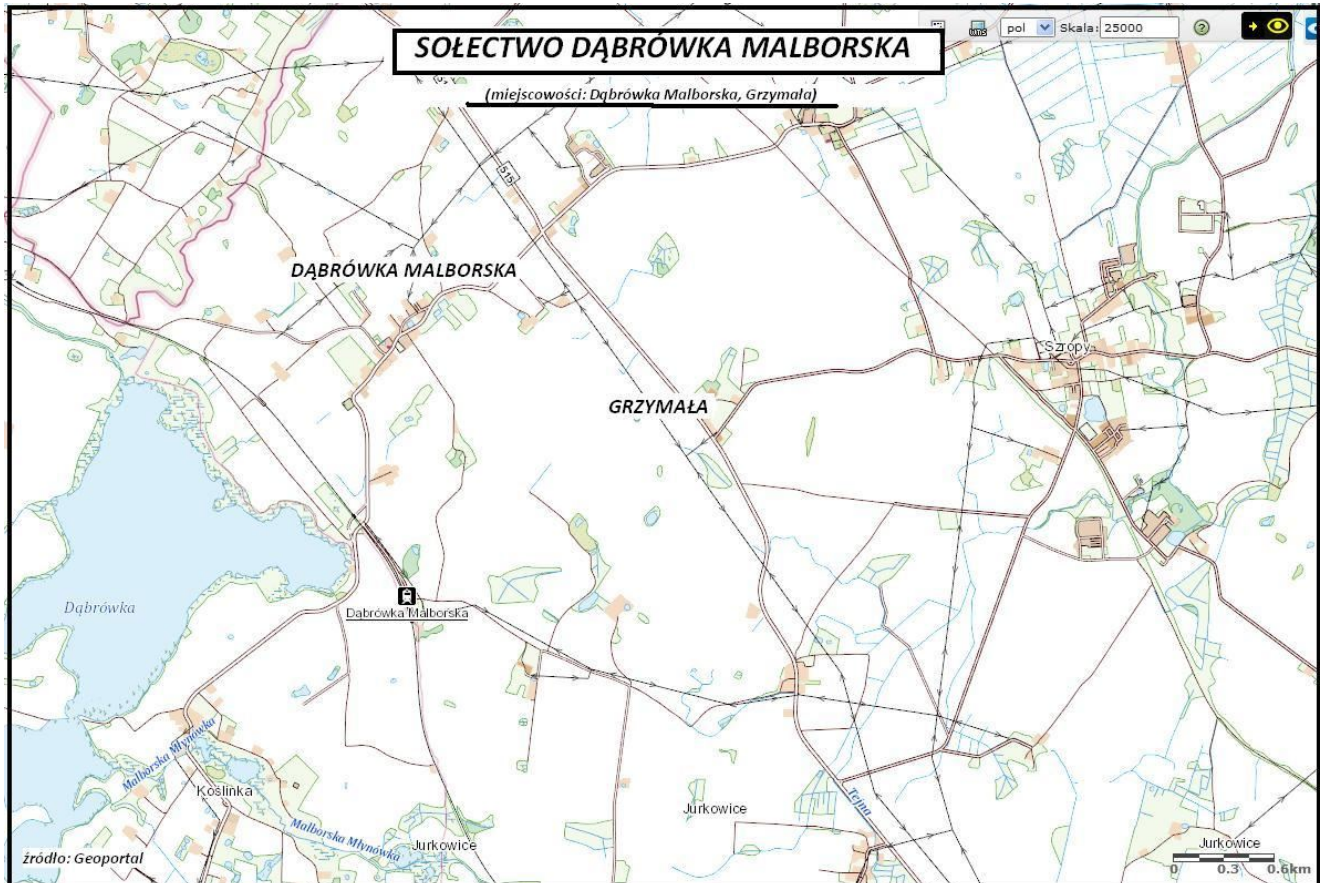 pol Skala: 25000 ?
SOŁECTWO DĄBRÓWKA MALBORSKA
(miejscowości: Dąbrówka Malborska, Grzymała)
515
DĄBRÓWKA MALBORSKA
Szropy
GRZYMAŁA
Dąbrówka
Dąbrówka Malborska
Malborska Młynówka
Koślinka
Malborska Młynówka
Jurkowice
Jurkowice
Tejna
Jurkowice
0 0.3 0.6km
źródło: Geoportal